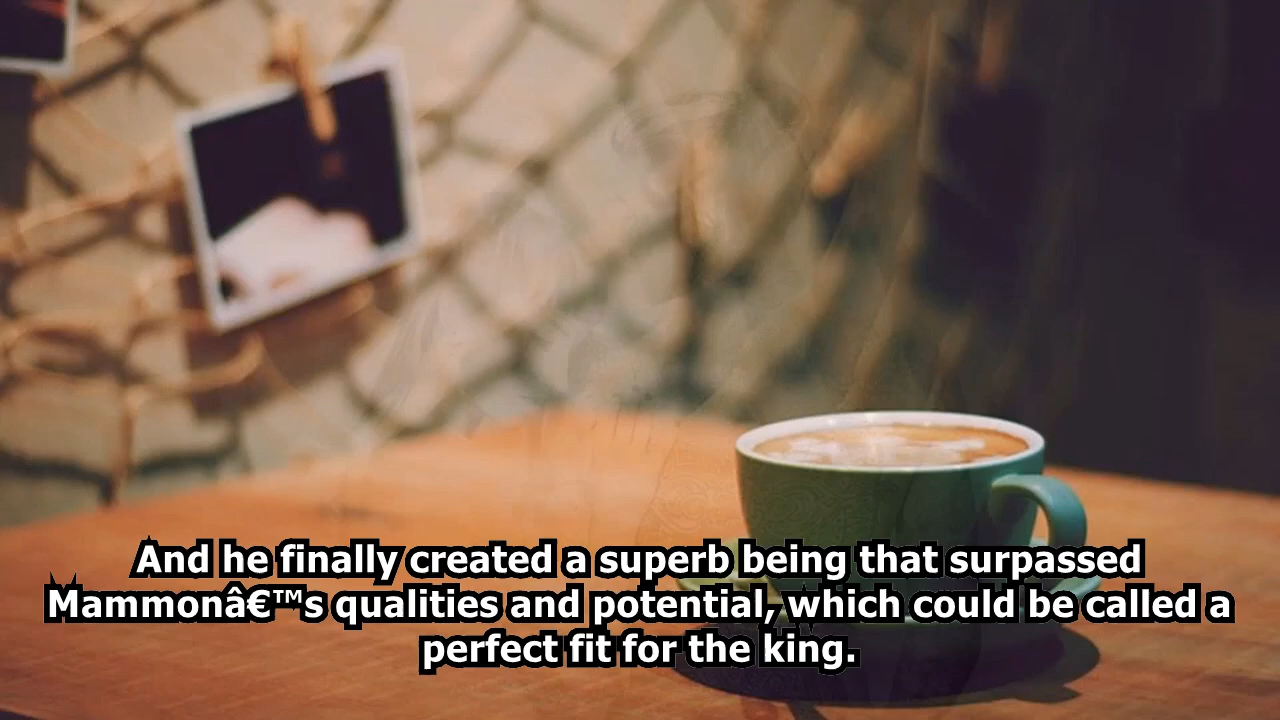 And he finally created a superb being that surpassed
Mammonâ€™s qualities and potential, which could be called a
perfect fit for the king.